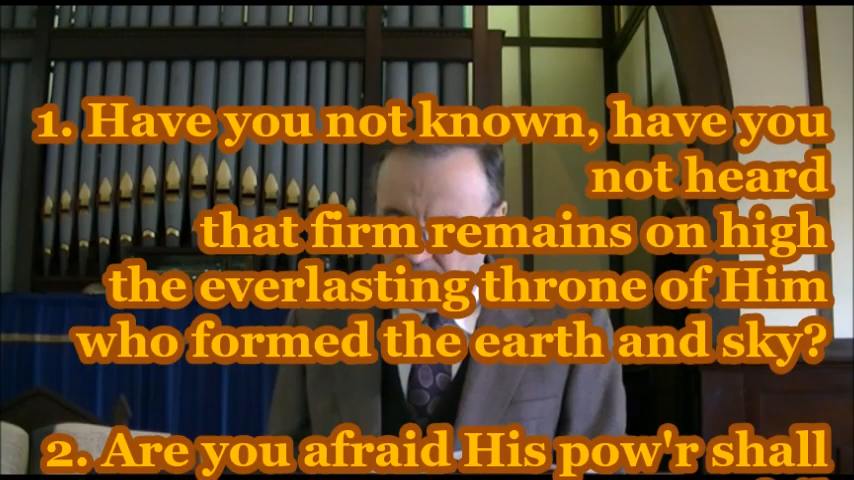 1. Have you not known, have you
not heard
that firm remains on high
the everlasting throne of Him
who formed the earth and sky?
2. Are you afraid His pow'r shall